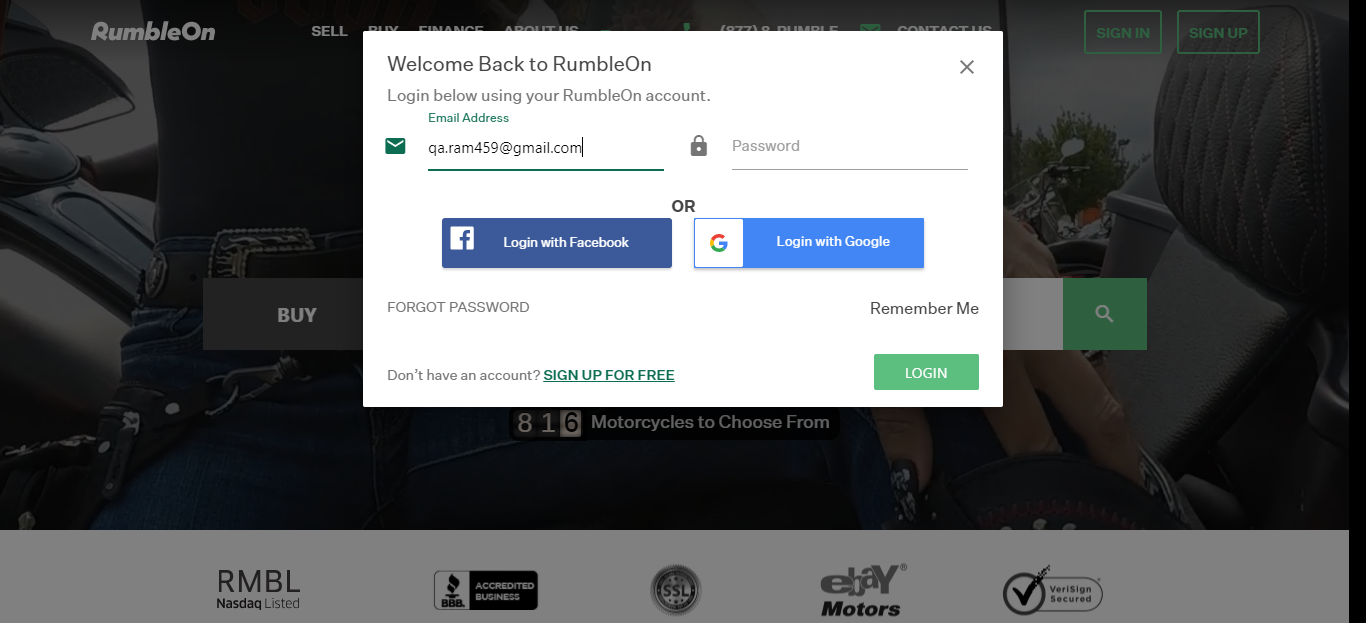 RumbleOn
SELL BUY FINANCE ABOUT US (877) 8-RUMBLE CONTACT US SIGN IN SIGN UP
Welcome Back to RumbleOn
Login below using your RumbleOn account.
Email Address
qa.ram459@gmail.com
Password
OR
Login with Facebook
Login with Google
FORGOT PASSWORD
Remember Me
Don't have an account? SIGN UP FOR FREE
LOGIN
BUY
816 Motorcycles to Choose From
RMBL
Nasdaq Listed
BBB.
ACCREDITED
BUSINESS
SSL
ebaY®
Motors
VeriSign
Secured